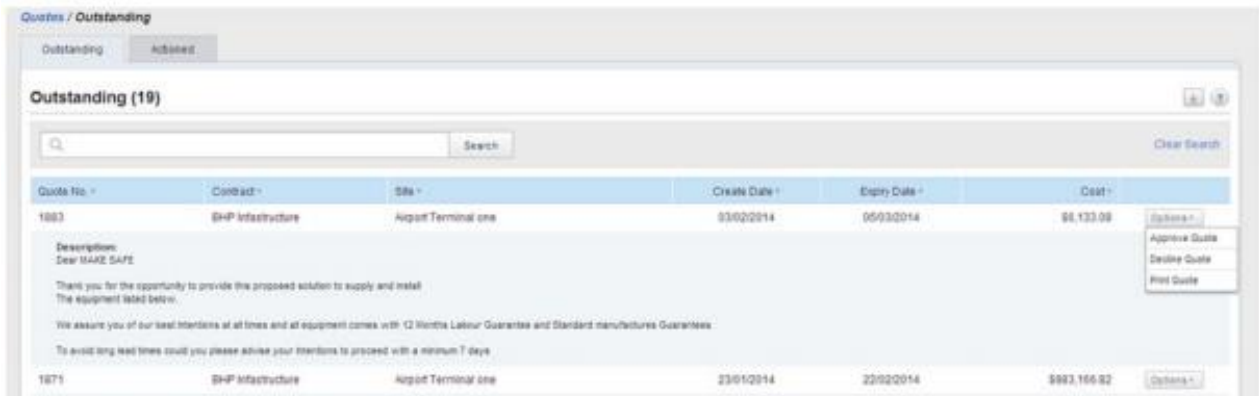 Quotes / Outstanding
Outstanding Actioned
Outstanding (19)
Search Clear Search
Quote No. Contract Site Create Date Expiry Date Cost
1883 BHP Infastructure Airport Terminal one 03/02/2014 05/03/2014 $6,133.09 Options
Approve Quote
Decline Quote
Print Quote
Description:
Dear MAKE SAFE
Thank you for the opportunity to provide this proposed solution to supply and install
The equipment listed below.
We assure you of our best intentions at all times and all equipment comes with 12 Months Labour Guarantee and Standard manufactures Guarantees
To avoid long lead times could you please advise your intentions to proceed with a minimum 7 days
1871 BHP Infastructure Airport Terminal one 23/01/2014 22/02/2014 Options